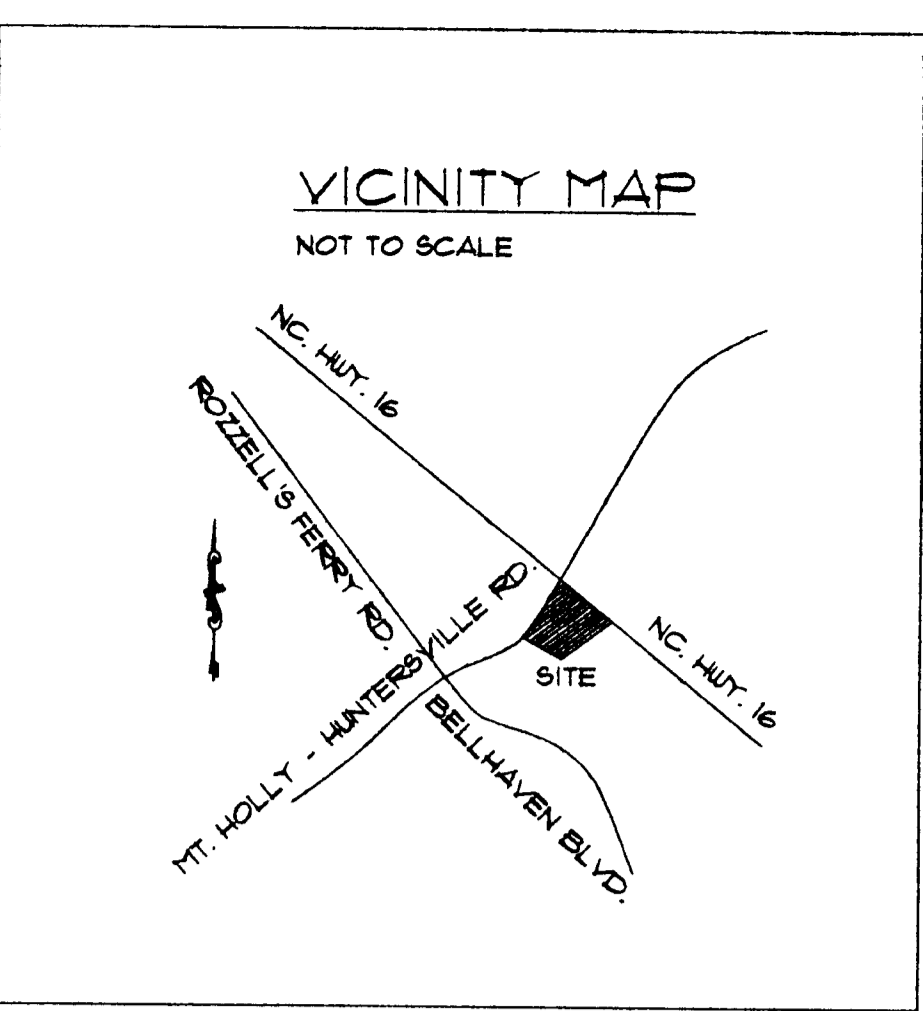 VICINITY MAP
NOT TO SCALE
NC. HWY. 16
ROZZELL'S FERRY RD.
MT. HOLLY - HUNTERSVILLE RD.
SITE
NC. HWY. 16
BELLHAVEN BLVD.